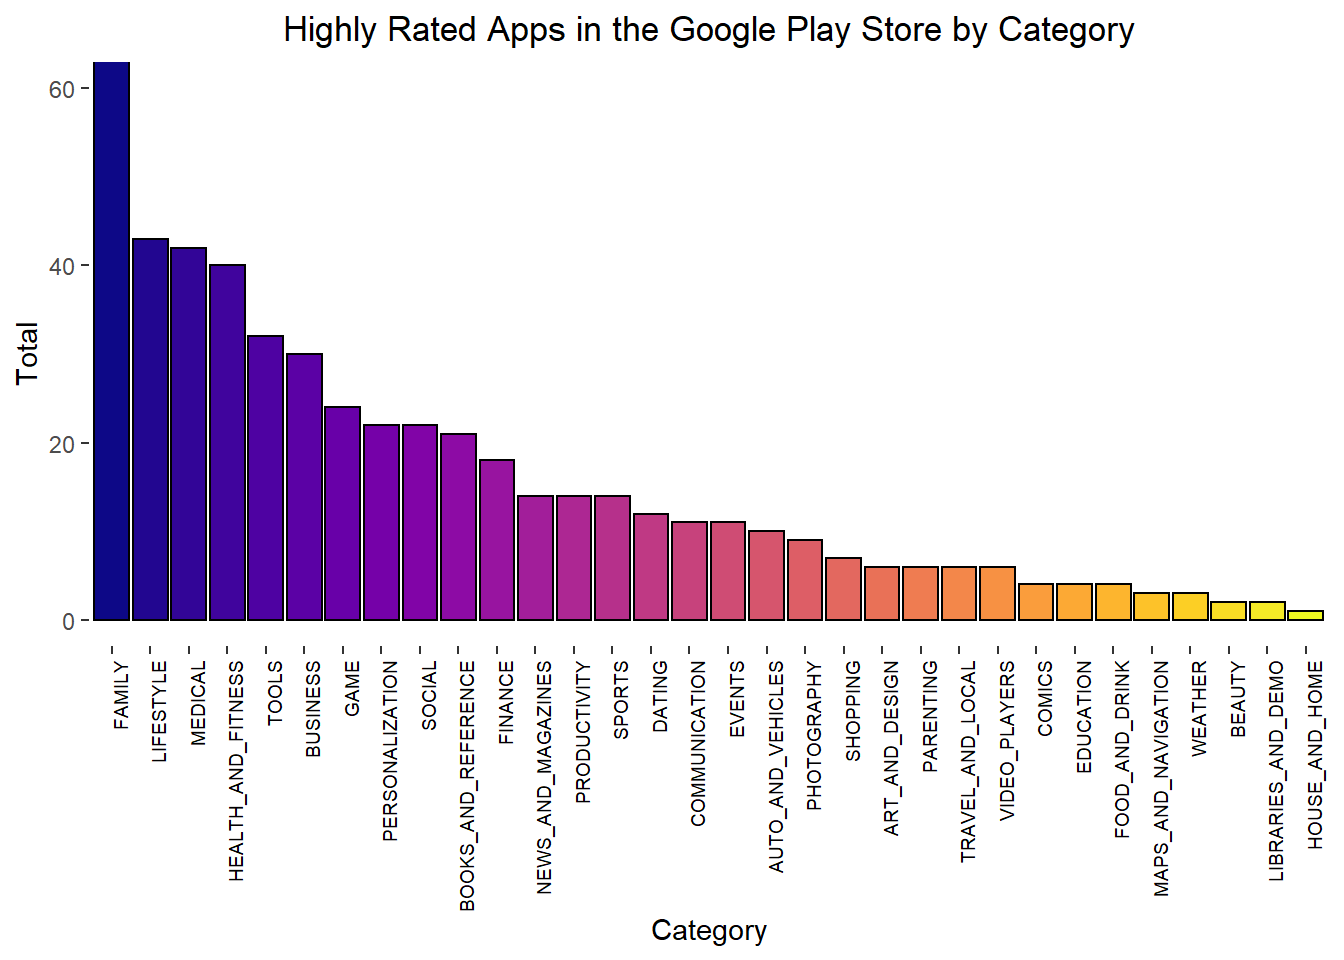 Highly Rated Apps in the Google Play Store by Category
60
40
20
0
Total
FAMILY
LIFESTYLE
MEDICAL
HEALTH_AND_FITNESS
TOOLS
BUSINESS
GAME
PERSONALIZATION
SOCIAL
BOOKS_AND_REFERENCE
FINANCE
NEWS_AND_MAGAZINES
PRODUCTIVITY
SPORTS
DATING
COMMUNICATION
EVENTS
AUTO_AND_VEHICLES
PHOTOGRAPHY
SHOPPING
ART_AND_DESIGN
PARENTING
TRAVEL_AND_LOCAL
VIDEO_PLAYERS
COMICS
EDUCATION
FOOD_AND_DRINK
MAPS_AND_NAVIGATION
WEATHER
BEAUTY
LIBRARIES_AND_DEMO
HOUSE_AND_HOME
Category